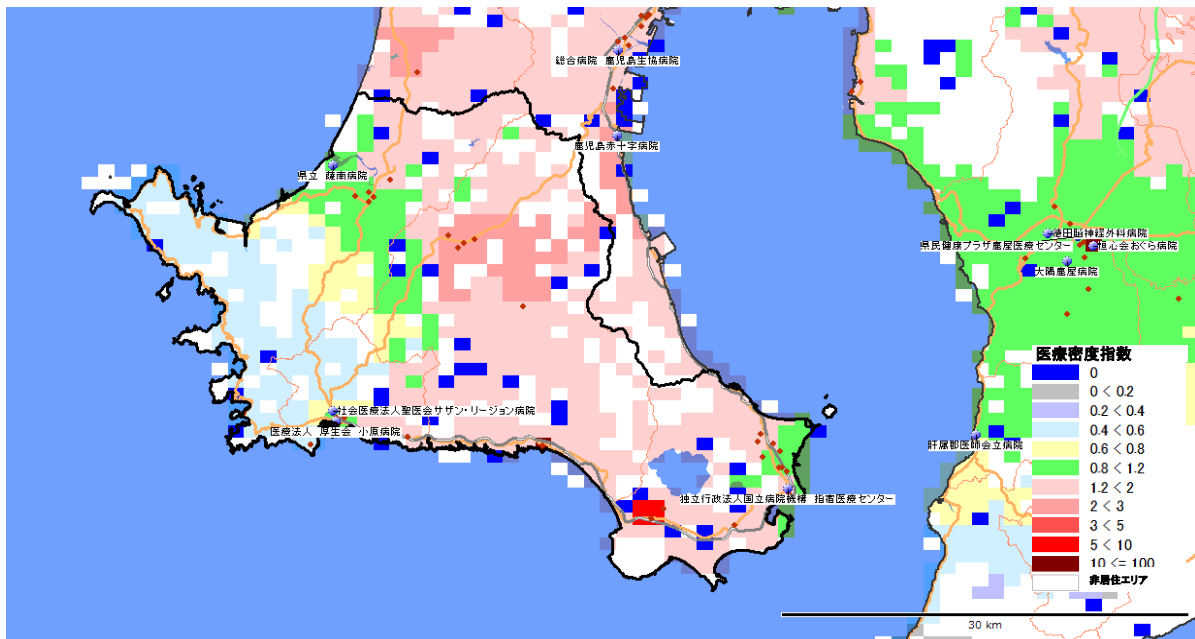 総合病院 鹿児島生協病院
鹿児島赤十字病院
県立 薩南病院
徳田脳神経外科病院
県民健康プラザ鹿屋医療センター
恒心会おぐら病院
大隅鹿屋病院
医療密度指数
0
0 < 0.2
0.2 < 0.4
0.4 < 0.6
0.6 < 0.8
0.8 < 1.2
1.2 < 2
2 < 3
3 < 5
5 < 10
10 <= 100
非居住エリア
社会医療法人聖医会サザン・リージョン病院
医療法人 厚生会 小原病院
肝属郡医師会立病院
独立行政法人国立病院機構 指宿医療センター
30 km